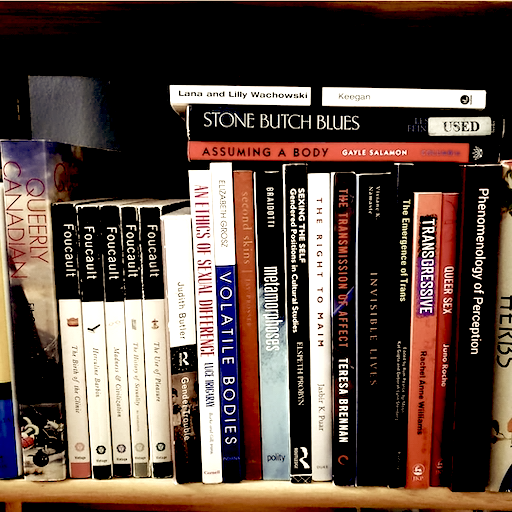 Lana and Lilly Wachowski
Keegan
STONE BUTCH BLUES
USED
ASSUMING A BODY GAYLE SALAMON
QUEERLY CANADIAN
Foucault The Birth of the Clinic
Foucault Herculine Barbin
Foucault Madness & Civilization
Foucault The History of Sexuality
Foucault The Use of Pleasure
Judith Butler Gender Trouble
AN ETHICS OF SEXUAL DIFFERENCE LUCE IRIGARAY
ELIZABETH GROSZ VOLATILE BODIES
second skins Jay Prosser
BRAIDOTTI metamorphoses polity
SEXING THE SELF
Gendered Positions in Cultural Studies
ELSPETH PROBYN
THE RIGHT TO MAIM Jasbir K. Puar
THE TRANSMISSION OF AFFECT TERESA BRENNAN
Viviane K.
Namaste
INVISIBLE LIVES
The Emergence of Trans
TRANSGRESSIVE Rachel Anne Williams
QUEER SEX Juno Roche
Phenomenology of Perception
HERBS